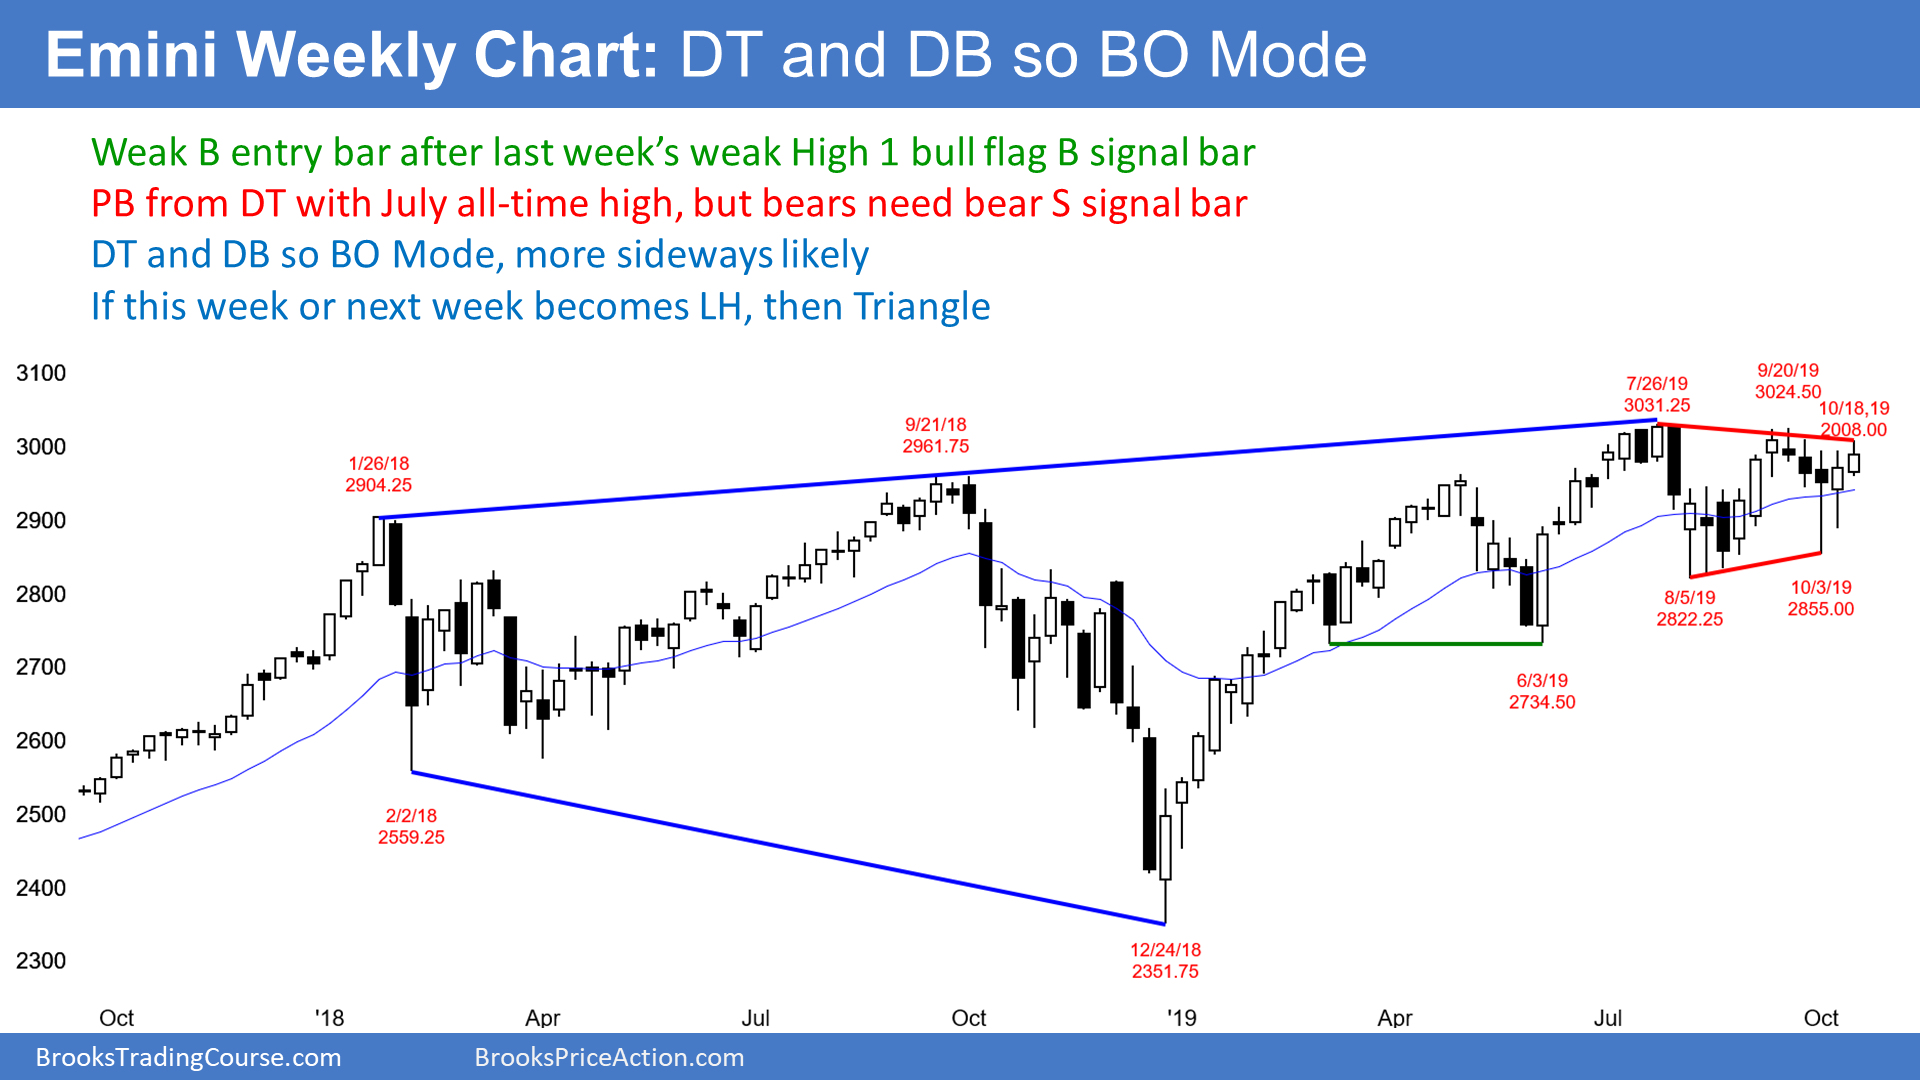 Emini Weekly Chart: DT and DB so BO Mode
Weak B entry bar after last week’s weak High 1 bull flag B signal bar
PB from DT with July all-time high, but bears need bear S signal bar
DT and DB so BO Mode, more sideways likely
If this week or next week becomes LH, then Triangle
3100
3000
2900
2800
2700
2600
2500
2400
2300
1/26/18
2904.25
2/2/18
2559.25
9/21/18
2961.75
12/24/18
2351.75
6/3/19
2734.50
7/26/19
3031.25
8/5/19
2822.25
9/20/19
3024.50
10/3/19
2855.00
10/18,19
2008.00
Oct
'18
Apr
Jul
Oct
'19
Apr
Jul
Oct
BrooksTradingCourse.com
BrooksPriceAction.com